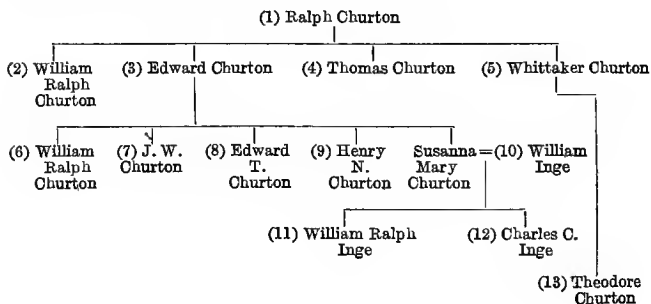 (1) Ralph Churton
(2) William (3) Edward Churton (4) Thomas Churton (5) Whittaker Churton
Ralph
Churton
(6) William (7) J. W. (8) Edward (9) Henry Susanna=(10) William
Ralph Churton T. N. Mary Inge
Churton Churton Churton Churton
(11) William Ralph (12) Charles C.
Inge Inge
(13) Theodore
Churton